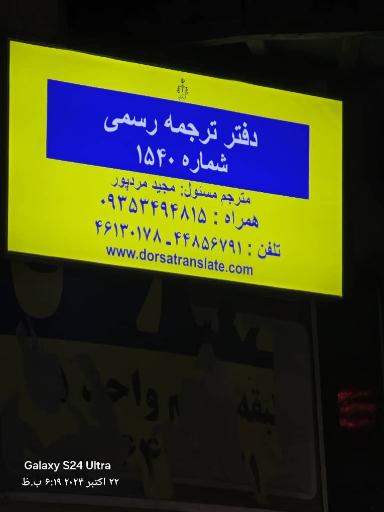 دفتر ترجمه رسمی
شماره ۱۵۴۰
مترجم مسئول: مجید مردپور
همراه : ۰۹۳۵۳۴۹۴۸۱۵
تلفن : ۴۴۸۵۶۷۹۱ ـ ۴۶۱۳۰۱۷۸
www.dorsatranslate.com
واحد
Galaxy S24 Ultra
۲۲ اکتبر ۲۰۲۴ ۶:۱۹ ب.ظ